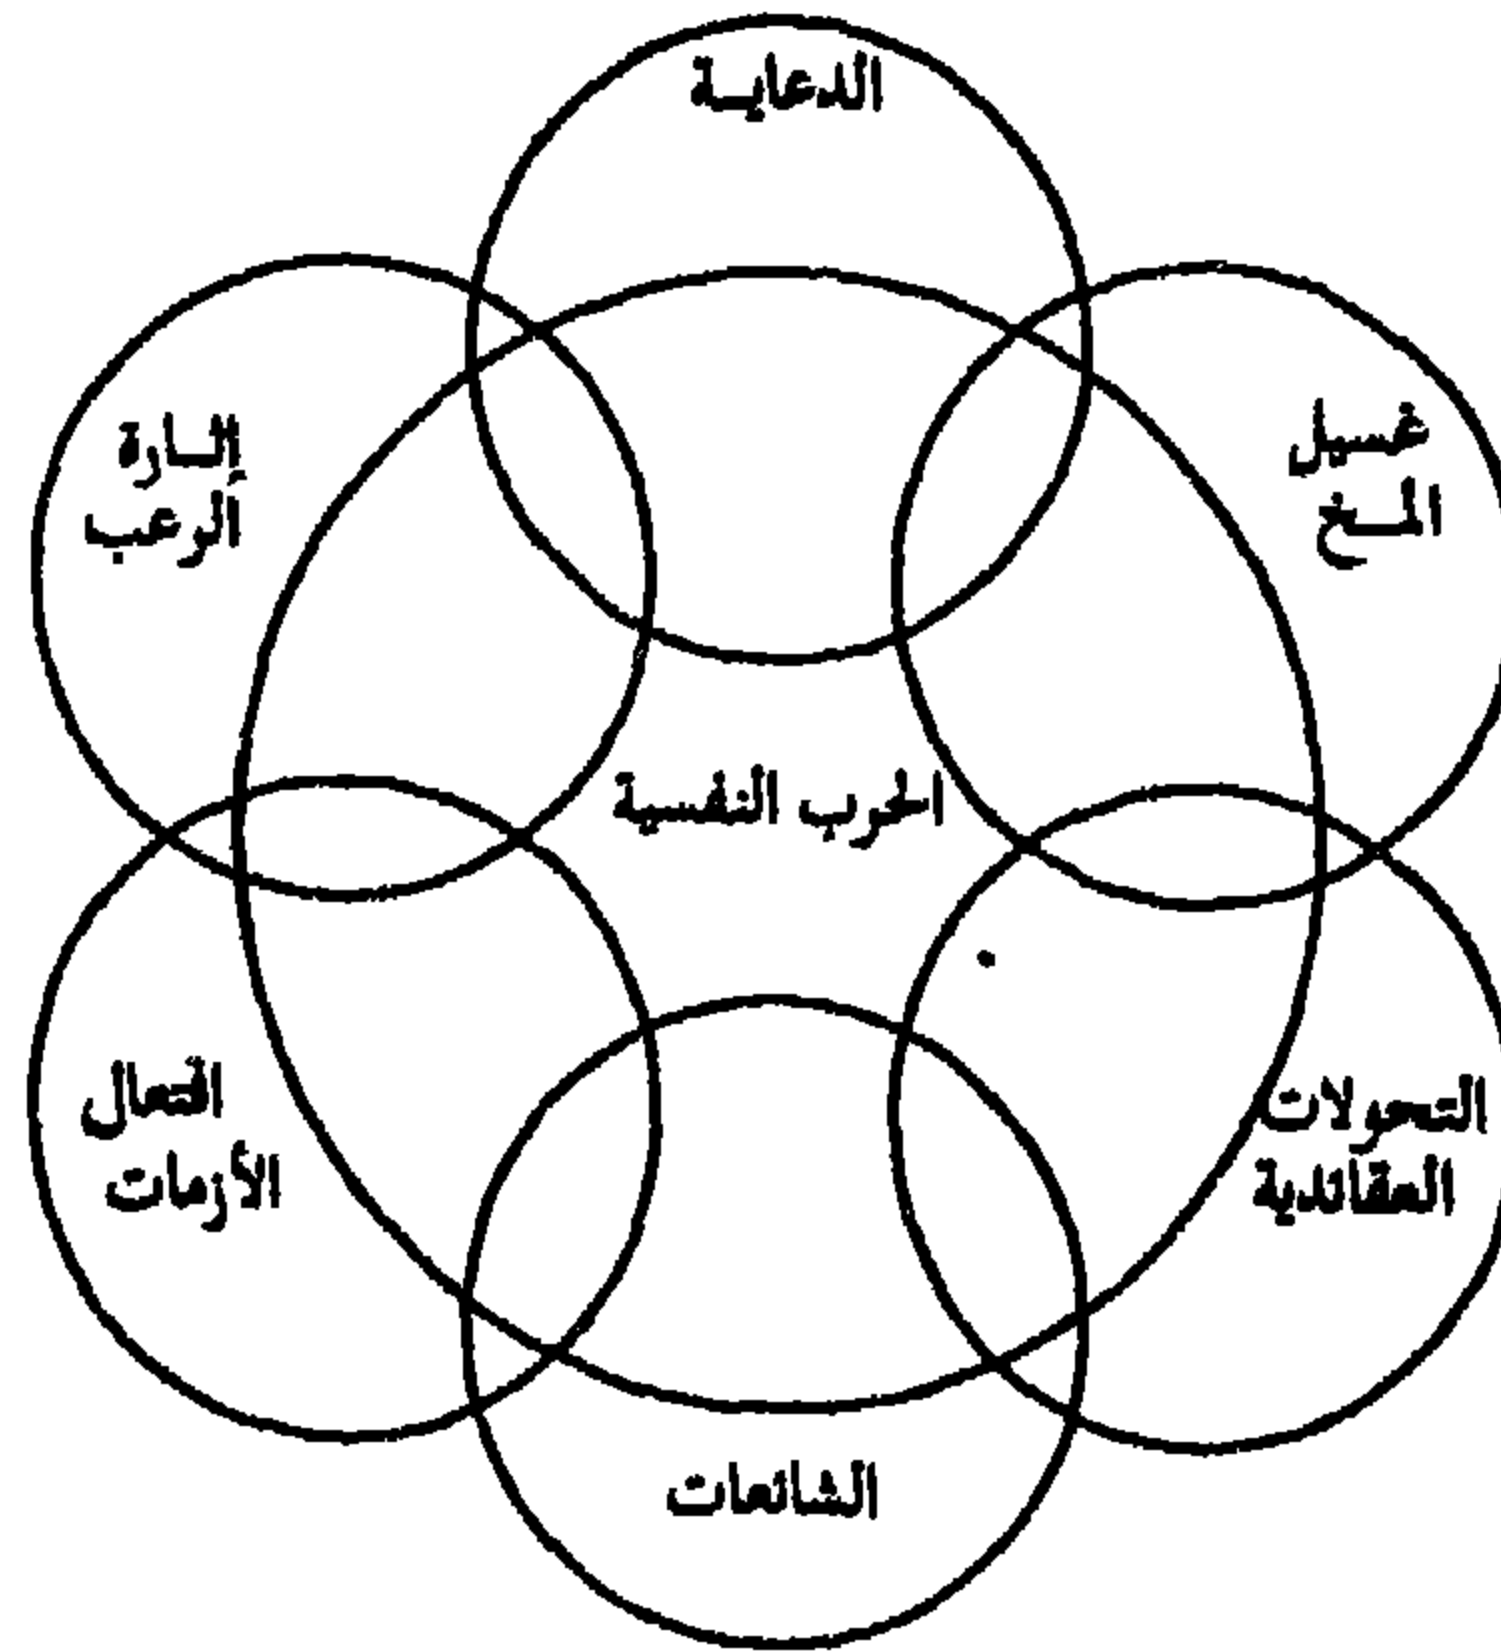 الدعاية
غسيل
المخ
إثارة
الرعب
الحرب النفسية
التحولات
العقائدية
افتعال
الأزمات
الشائعات